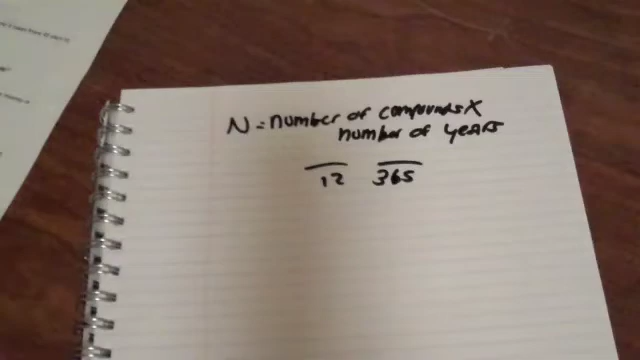 N = number of compounds X
number of years
12 365